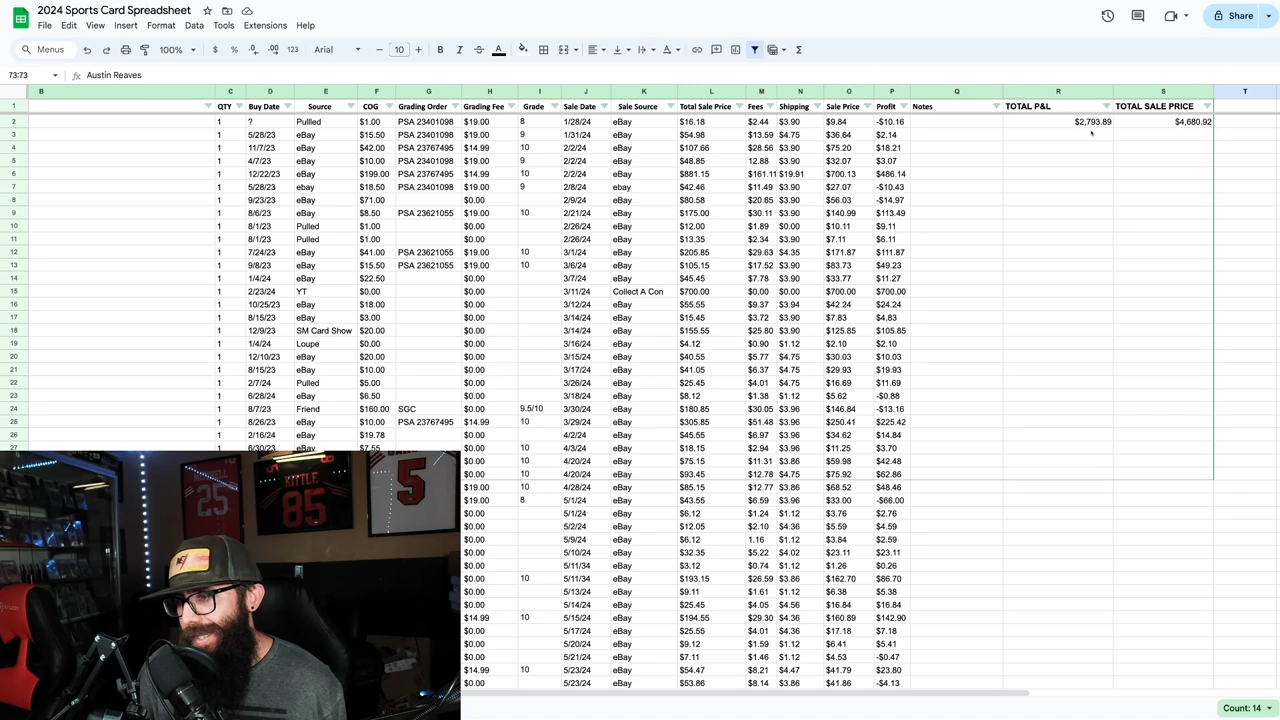 2024 Sports Card Spreadsheet
File Edit View Insert Format Data Tools Extensions Help
Share
Menus 100% $ % .0 .00 123 Arial 10 B I A
73:73 fx Austin Reaves
B C D E F G H I J K L M N O P Q R S T
1 QTY Buy Date Source COG Grading Order Grading Fee Grade Sale Date Sale Source Total Sale Price Fees Shipping Sale Price Profit Notes TOTAL P&L TOTAL SALE PRICE
2 1 ? Pullled $1.00 PSA 23401098 $19.00 8 1/28/24 eBay $16.18 $2.44 $3.90 $9.84 -$10.16 $2,793.89 $4,680.92
3 1 5/28/23 eBay $15.50 PSA 23401098 $19.00 9 1/31/24 eBay $54.98 $13.59 $4.75 $36.64 $2.14
4 1 11/7/23 eBay $42.00 PSA 23401098 $14.99 10 2/2/24 eBay $107.66 $28.56 $3.90 $75.20 $18.21
5 1 4/7/23 eBay $10.00 PSA 23401098 $19.00 9 2/2/24 eBay $48.85 12.88 $3.90 $32.07 $3.07
6 1 12/22/23 eBay $199.00 PSA 23767495 $14.99 10 2/2/24 eBay $881.15 $161.11 $19.91 $700.13 $486.14
7 1 5/28/23 ebay $18.50 PSA 23401098 $19.00 9 2/8/24 ebay $42.46 $11.49 $3.90 $27.07 -$10.43
8 1 9/23/23 eBay $71.00 $0.00 2/9/24 eBay $80.58 $20.65 $3.90 $56.03 -$14.97
9 1 8/6/23 eBay $8.50 PSA 23621055 $19.00 10 2/21/24 eBay $175.00 $30.11 $3.90 $140.99 $113.49
10 1 8/1/23 Pulled $1.00 $0.00 2/26/24 eBay $12.00 $1.89 $0.00 $10.11 $9.11
11 1 8/1/23 Pulled $1.00 $0.00 2/26/24 eBay $13.35 $2.34 $3.90 $7.11 $6.11
12 1 7/24/23 eBay $41.00 PSA 23621055 $19.00 10 3/1/24 eBay $205.85 $29.63 $4.35 $171.87 $111.87
13 1 9/8/23 eBay $15.50 PSA 23621055 $19.00 10 3/6/24 eBay $105.15 $17.52 $3.90 $83.73 $49.23
14 1 1/4/24 eBay $22.50 $0.00 3/7/24 eBay $45.45 $7.78 $3.90 $33.77 $11.27
15 1 2/23/24 YT $0.00 $0.00 3/11/24 Collect A Con $700.00 $0.00 $0.00 $700.00 $700.00
16 1 10/25/23 eBay $18.00 $0.00 3/12/24 eBay $55.55 $9.37 $3.94 $42.24 $24.24
17 1 8/15/23 eBay $3.00 $0.00 3/14/24 eBay $15.45 $3.72 $3.90 $7.83 $4.83
18 1 12/9/23 SM Card Show $20.00 $0.00 3/14/24 eBay $155.55 $25.80 $3.90 $125.85 $105.85
19 1 1/4/24 Loupe $0.00 $0.00 3/16/24 eBay $4.12 $0.90 $1.12 $2.10 $2.10
20 1 12/10/23 eBay $20.00 $0.00 3/15/24 eBay $40.55 $5.77 $4.75 $30.03 $10.03
21 1 8/15/23 eBay $10.00 $0.00 3/17/24 eBay $41.05 $6.37 $4.75 $29.93 $19.93
22 1 2/7/24 Pulled $5.00 $0.00 3/26/24 eBay $25.45 $4.01 $4.75 $16.69 $11.69
23 1 6/28/24 eBay $6.50 $0.00 3/18/24 eBay $8.12 $1.38 $1.12 $5.62 -$0.88
24 1 8/7/23 Friend $160.00 SGC $0.00 9.5/10 3/30/24 eBay $180.85 $30.05 $3.96 $146.84 -$13.16
25 1 8/26/23 eBay $10.00 PSA 23767495 $14.99 10 3/29/24 eBay $305.85 $51.48 $3.96 $250.41 $225.42
26 1 2/16/24 eBay $19.78 $0.00 4/2/24 eBay $45.55 $6.97 $3.96 $34.62 $14.84
27 1 6/30/23 eBay $7.55 $0.00 10 4/3/24 eBay $18.15 $2.94 $3.96 $11.25 $3.70
$0.00 10 4/20/24 eBay $75.15 $11.31 $3.86 $59.98 $42.48
$0.00 10 4/20/24 eBay $93.45 $12.78 $4.75 $75.92 $62.86
$19.00 10 4/28/24 eBay $85.15 $12.77 $3.86 $68.52 $48.46
$19.00 8 5/1/24 eBay $43.55 $6.59 $3.96 $33.00 -$66.00
$0.00 5/1/24 eBay $6.12 $1.24 $1.12 $3.76 $2.76
$0.00 5/2/24 eBay $12.05 $2.10 $4.36 $5.59 $4.59
$0.00 5/9/24 eBay $6.12 1.16 $1.12 $3.84 $2.59
$0.00 5/10/24 eBay $32.35 $5.22 $4.02 $23.11 $23.11
$0.00 5/11/34 eBay $3.12 $0.74 $1.12 $1.26 $0.26
$0.00 10 5/11/34 eBay $193.15 $26.59 $3.86 $162.70 $86.70
$0.00 5/13/24 eBay $9.11 $1.61 $1.12 $6.38 $5.38
$0.00 5/14/24 eBay $25.45 $4.05 $4.56 $16.84 $16.84
$14.99 10 5/15/24 eBay $194.55 $29.30 $4.36 $160.89 $142.90
$0.00 5/17/24 eBay $25.55 $4.01 $4.36 $17.18 $7.18
$0.00 5/20/24 eBay $9.12 $1.59 $1.12 $6.41 $5.41
$0.00 5/21/24 eBay $7.11 $1.46 $1.12 $4.53 -$0.47
$14.99 10 5/23/24 eBay $54.47 $8.21 $4.47 $41.79 $23.80
$0.00 5/23/24 eBay $53.86 $8.14 $3.86 $41.86 -$4.13
25
KITTLE
85
5
Count: 14